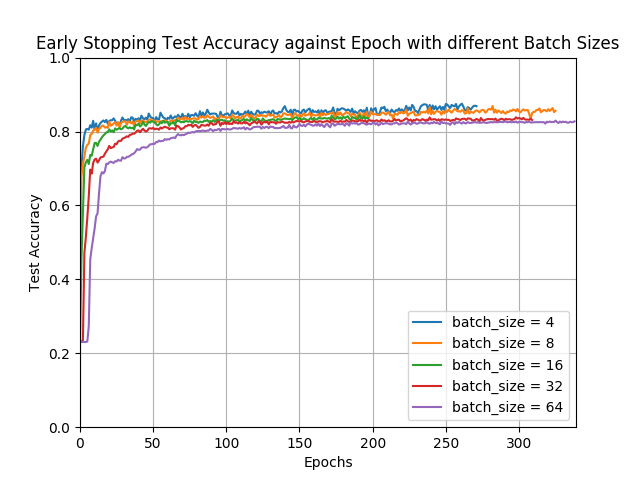 Early Stopping Test Accuracy against Epoch with different Batch Sizes
1.0
0.8
0.6
0.4
0.2
0.0
Test Accuracy
0 50 100 150 200 250 300
Epochs
batch_size = 4
batch_size = 8
batch_size = 16
batch_size = 32
batch_size = 64